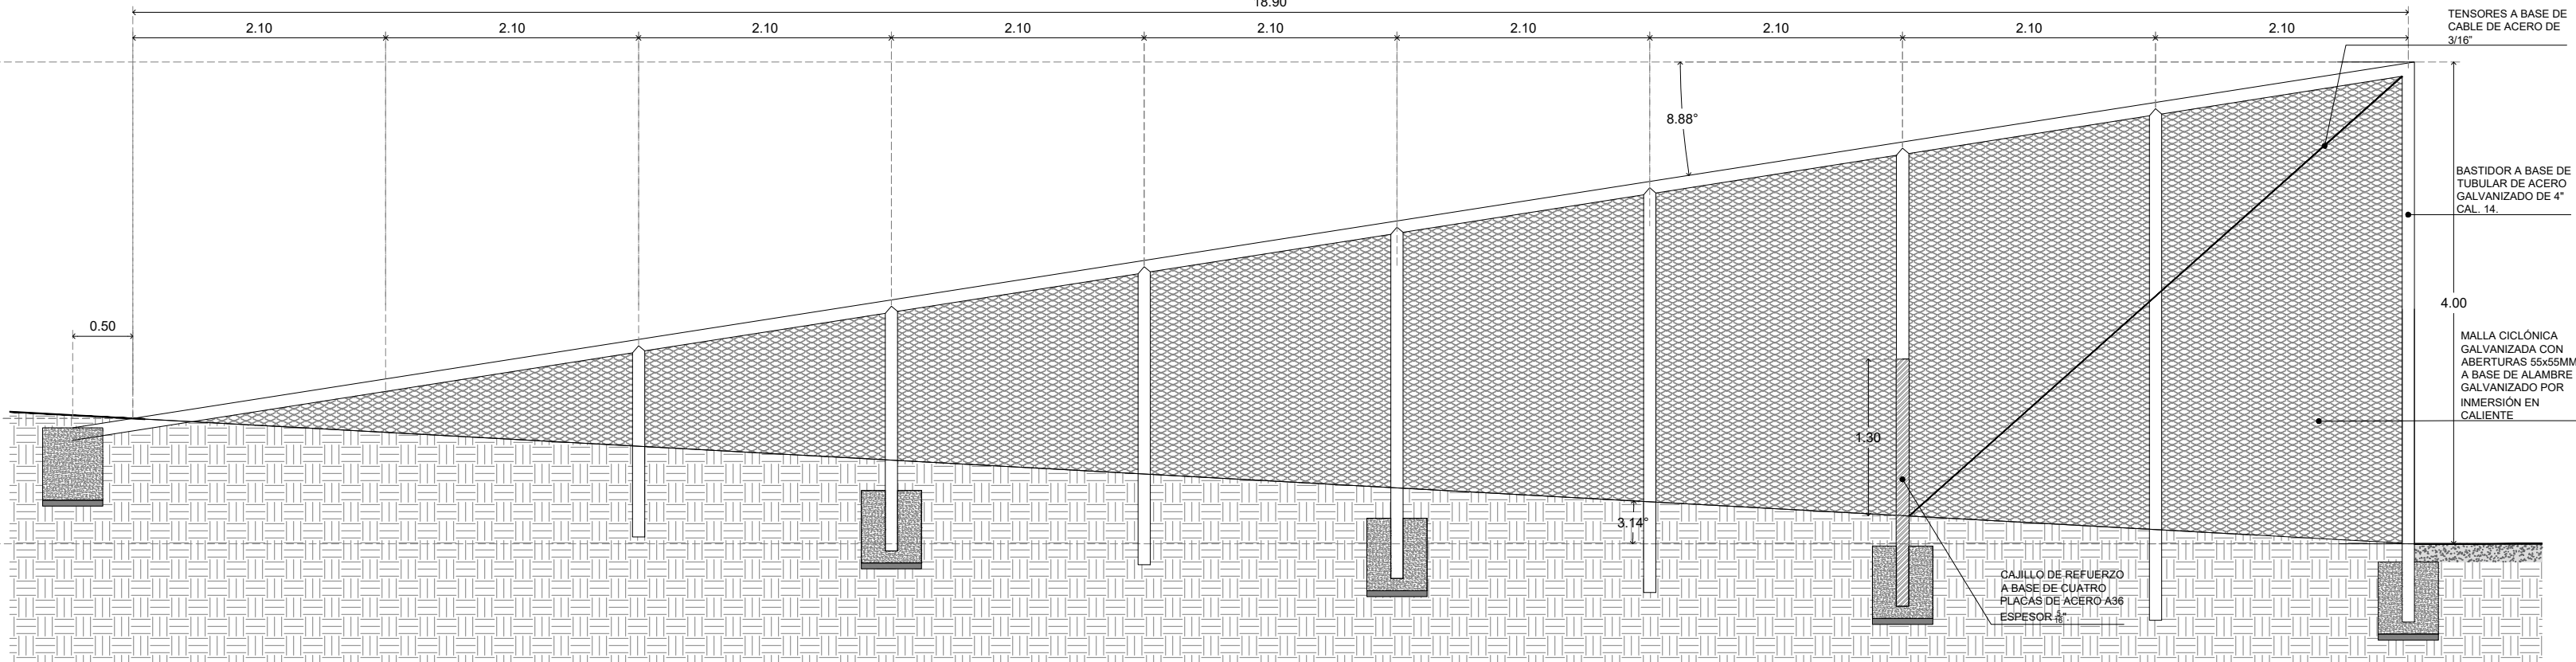 18.90
2.10
2.10
2.10
2.10
2.10
2.10
2.10
2.10
2.10
TENSORES A BASE DE
CABLE DE ACERO DE
3/16"
8.88°
BASTIDOR A BASE DE
TUBULAR DE ACERO
GALVANIZADO DE 4"
CAL. 14.
4.00
0.50
MALLA CICLÓNICA
GALVANIZADA CON
ABERTURAS 55x55MM
A BASE DE ALAMBRE
GALVANIZADO POR
INMERSIÓN EN
CALIENTE
1.30
3.14°
CAJILLO DE REFUERZO
A BASE DE CUATRO
PLACAS DE ACERO A36
ESPESOR